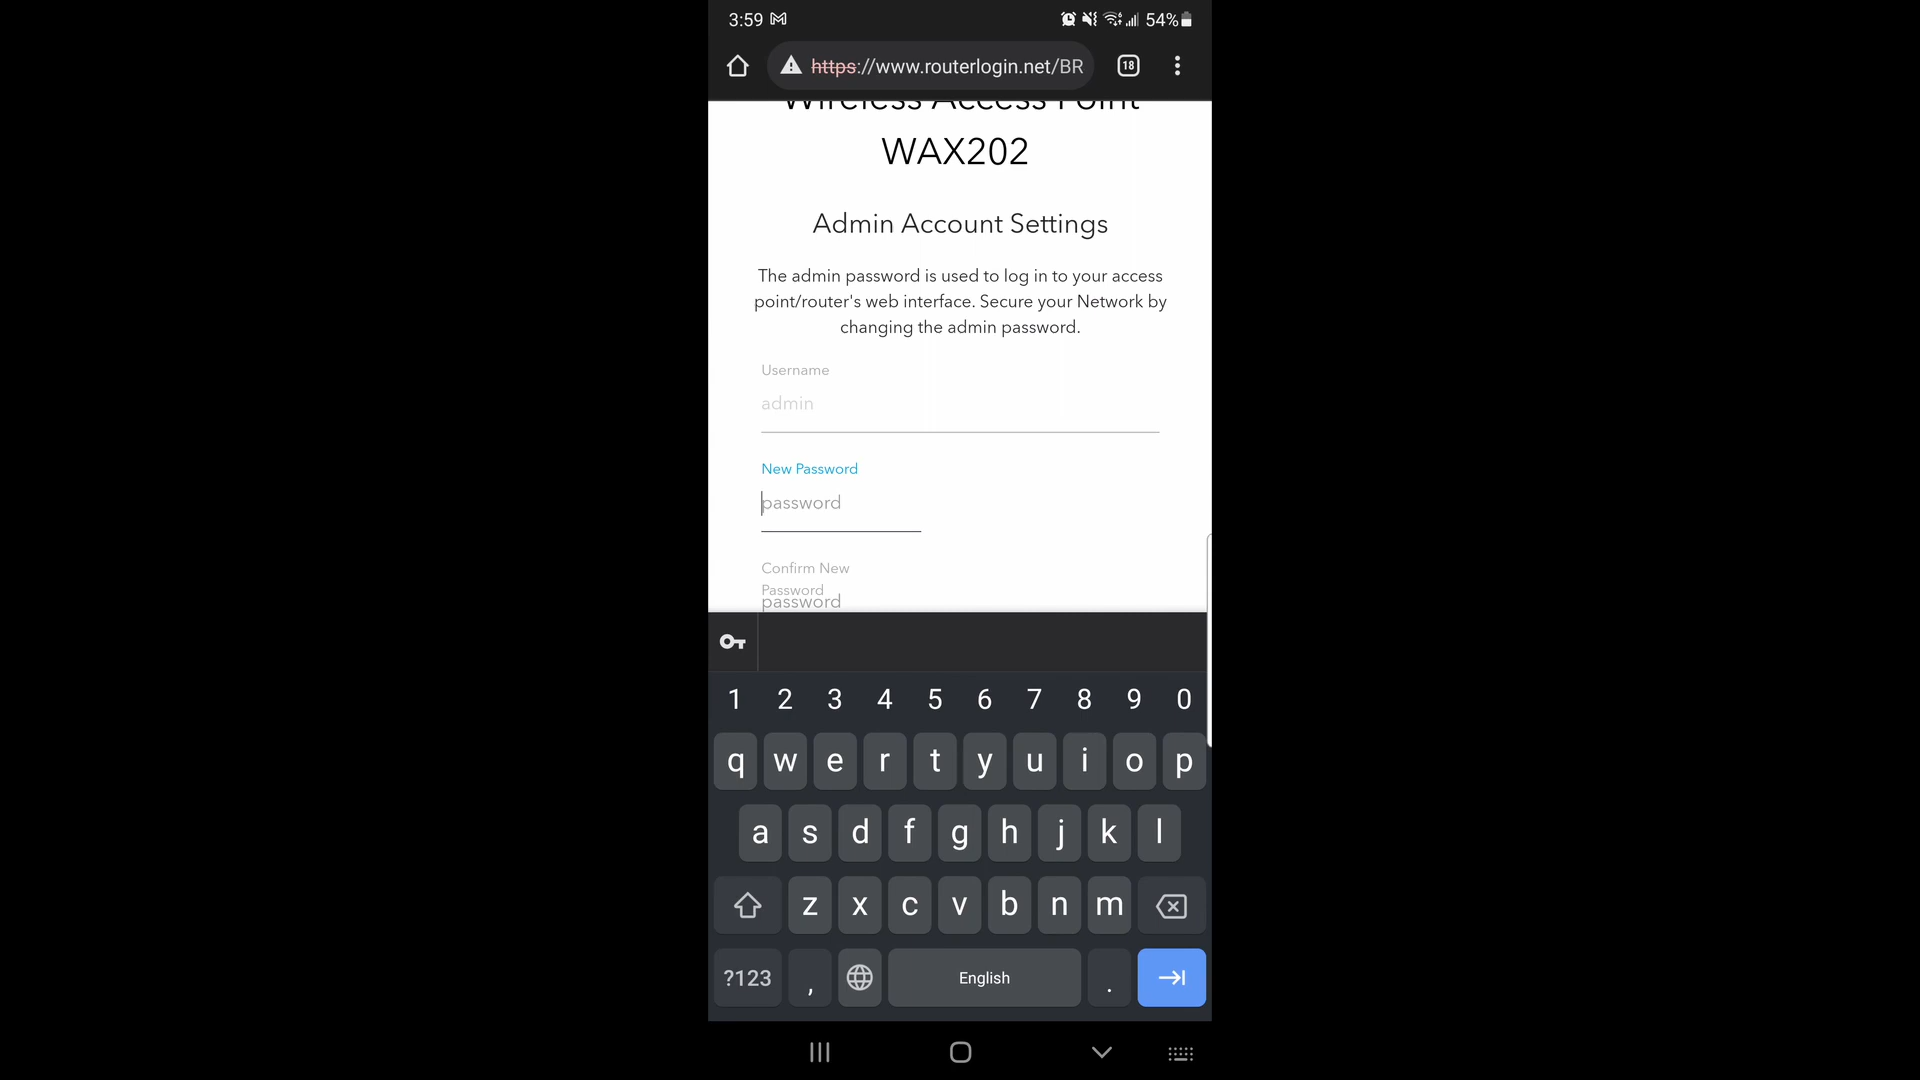 3:59
54%
https://www.routerlogin.net/BR
18
Wireless Access Point
WAX202
Admin Account Settings
The admin password is used to log in to your access
point/router's web interface. Secure your Network by
changing the admin password.
Username
admin
New Password
password
Confirm New
Password
password
1 2 3 4 5 6 7 8 9 0
q w e r t y u i o p
a s d f g h j k l
z x c v b n m
?123 , English .